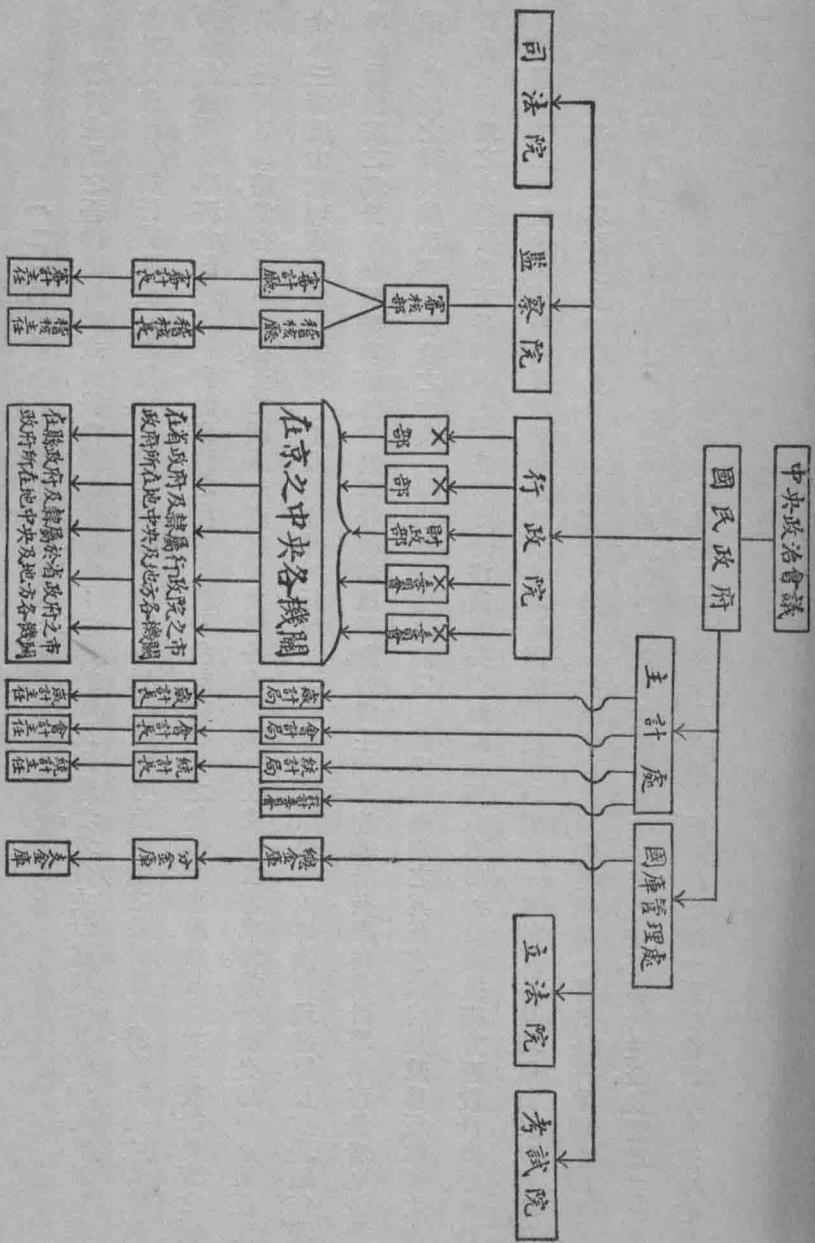 中央政治會議
國民政府
主計處
國庫管理處
司法院
監察院
行政院
立法院
考試院
審核部
X部
X部
財政部
X委員會
X委員會
審計廳
稽核廳
在京之中央各機關
歲計局
會計局
統計局
總金庫
審計長
稽核長
在省政府及隸屬行政院之市
政府所在地中央及地方各機關
歲計長
會計長
統計長
分金庫
審計
主任
稽核
主任
在縣政府及隸屬於省政府之市
政府所在地中央及地方各機關
歲計
主任
會計
主任
統計
主任
支金庫